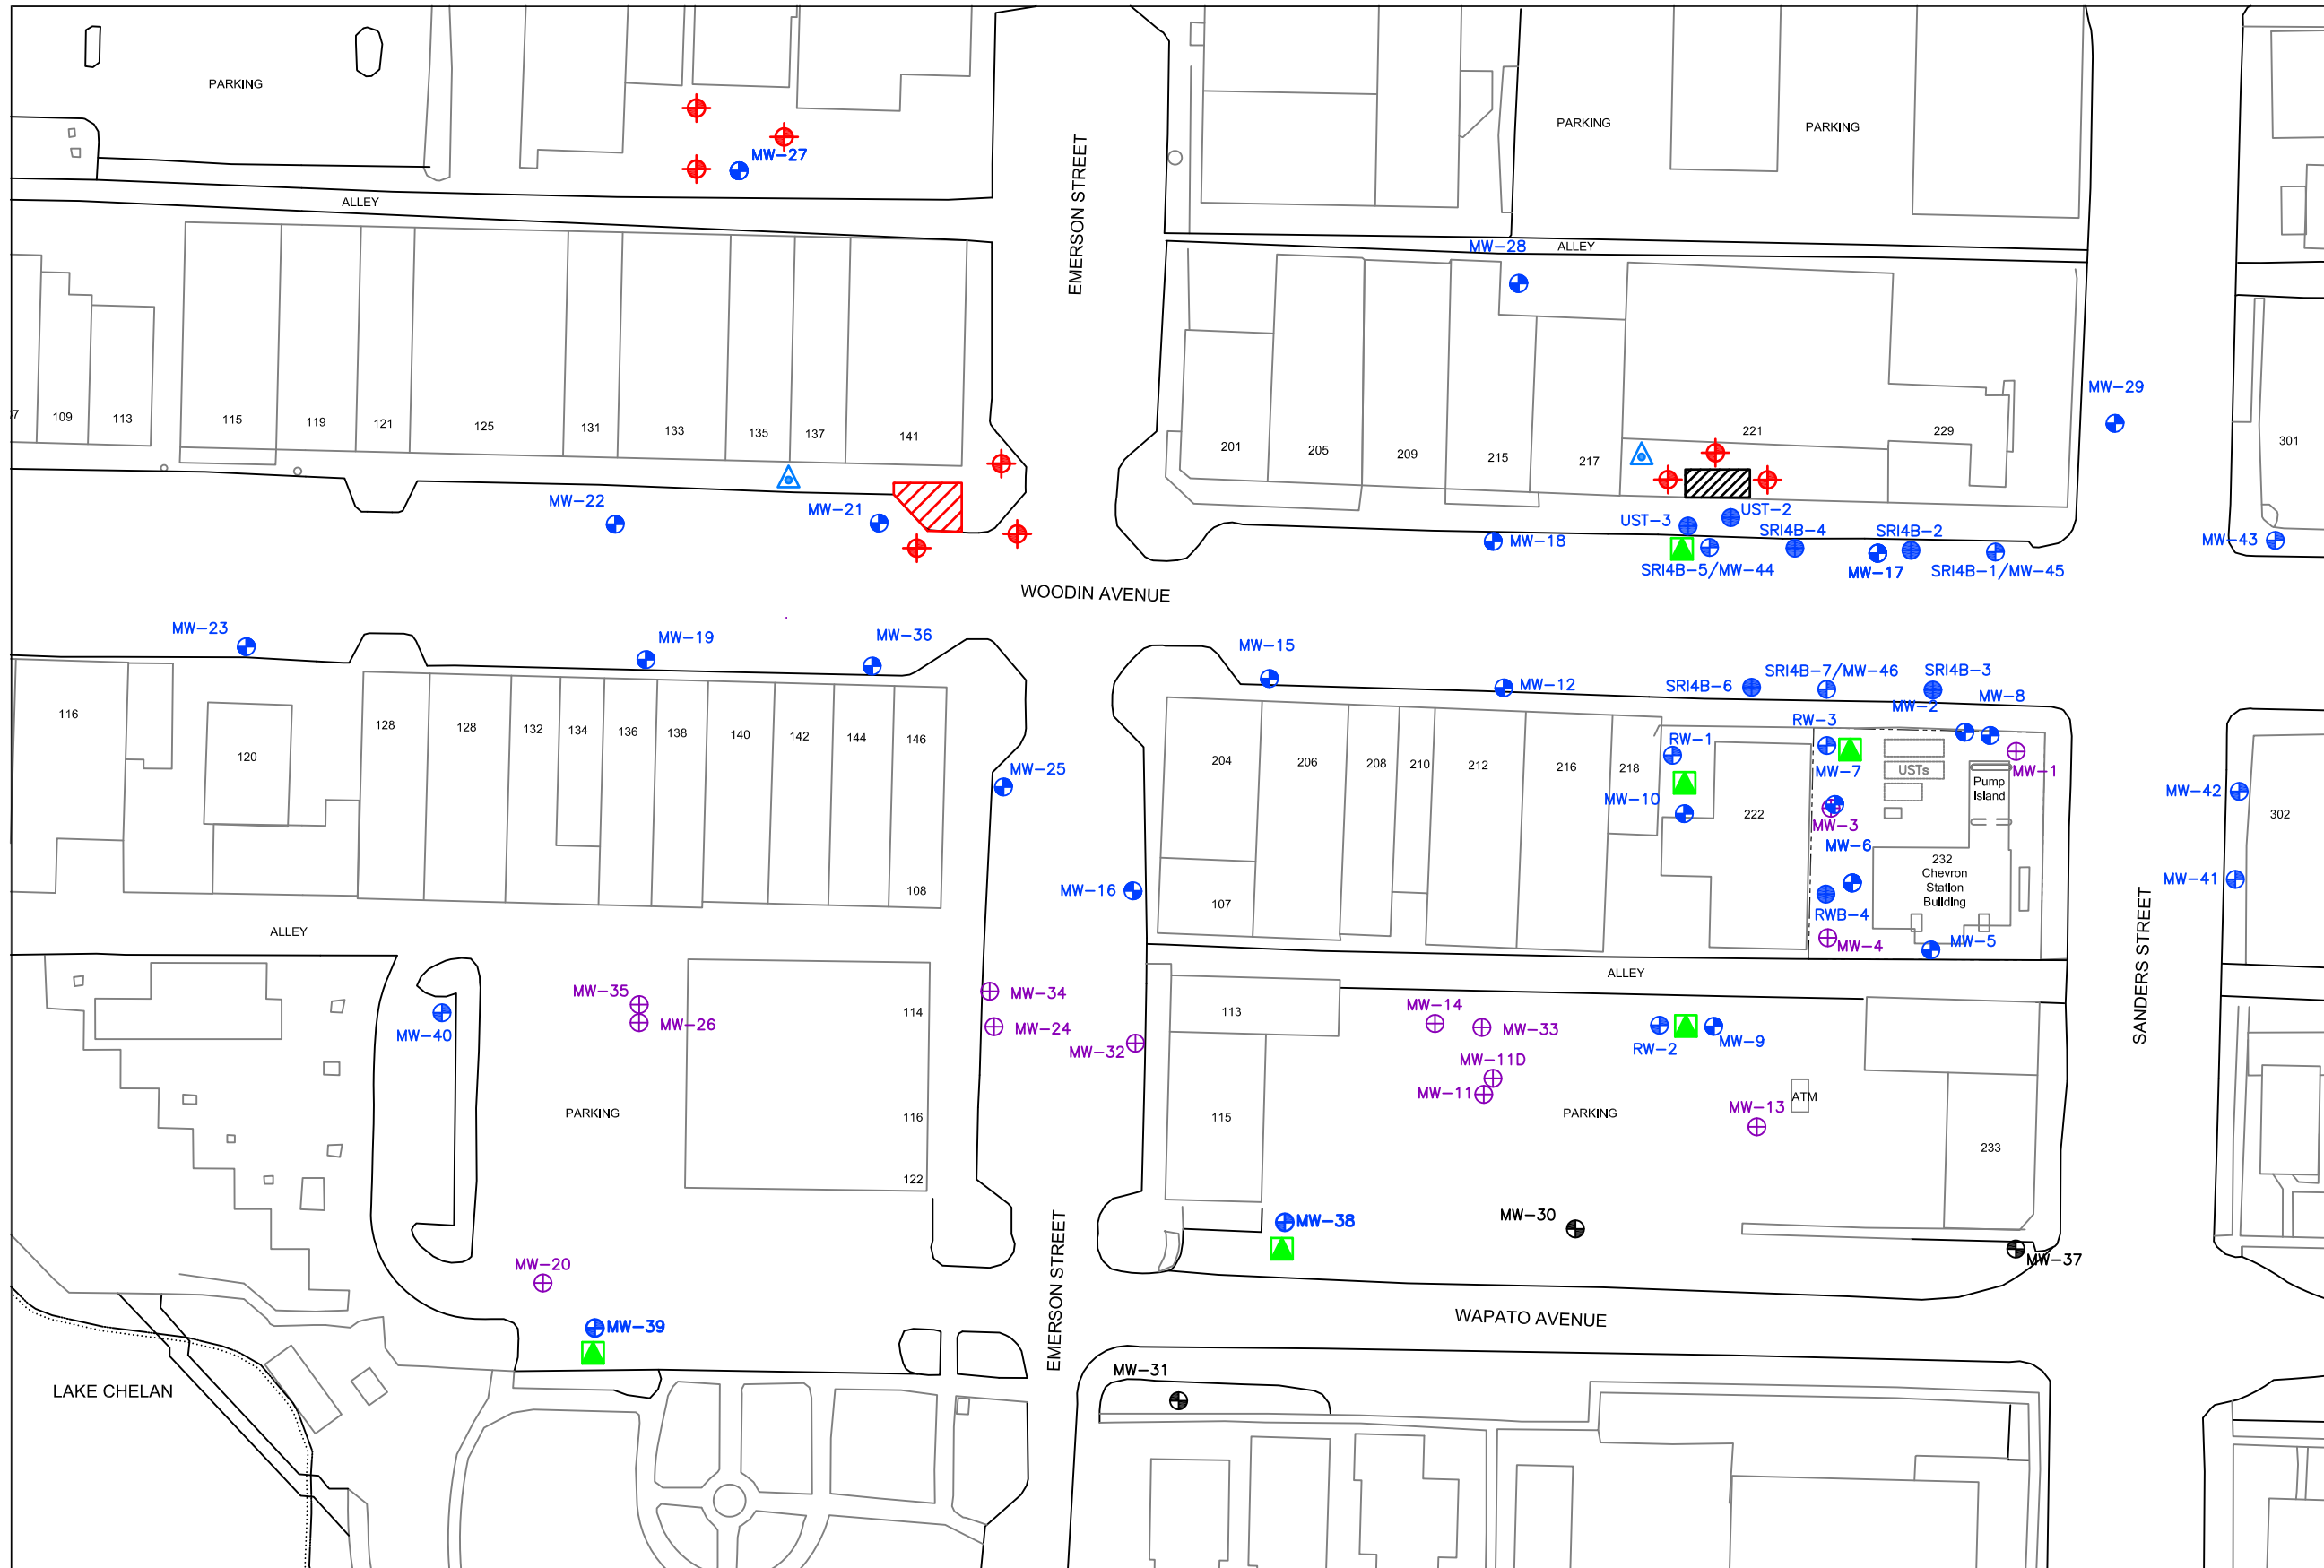 PARKING
PARKING
PARKING
MW-27
EMERSON STREET
ALLEY
MW-28
ALLEY
MW-29
7
109
113
115
119
121
125
131
133
135
137
141
201
205
209
215
217
221
229
301
MW-22
MW-21
UST-3
UST-2
SRI4B-4
SRI4B-2
MW-18
MW-43
SRI4B-5/MW-44
MW-17
SRI4B-1/MW-45
WOODIN AVENUE
MW-23
MW-19
MW-36
MW-15
MW-12
SRI4B-6
SRI4B-7/MW-46
SRI4B-3
MW-2
MW-8
RW-3
RW-1
116
120
128
128
132
134
136
138
140
142
144
146
204
206
208
210
212
216
218
222
MW-25
MW-7
USTs
MW-1
Pump
Island
MW-10
MW-3
MW-6
MW-42
302
232
Chevron
Station
Building
MW-16
108
107
RWB-4
MW-41
ALLEY
MW-4
MW-5
SANDERS STREET
ALLEY
MW-35
MW-26
MW-40
114
MW-34
MW-24
MW-32
113
MW-14
MW-33
MW-11D
MW-11
RW-2
MW-9
ATM
MW-13
PARKING
116
115
PARKING
233
122
MW-38
MW-30
MW-37
MW-20
MW-39
EMERSON STREET
WAPATO AVENUE
MW-31
LAKE CHELAN